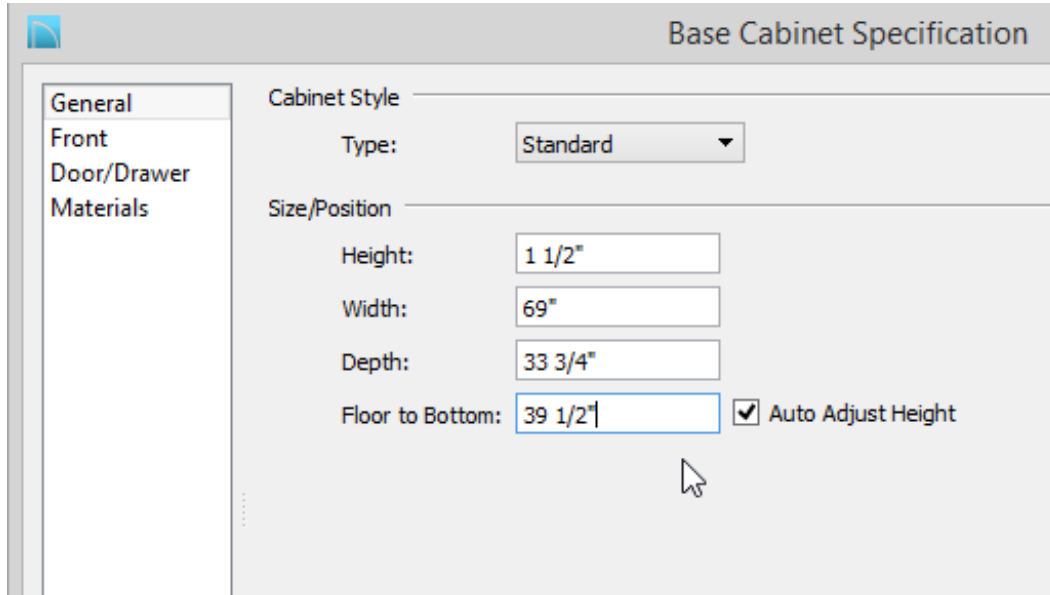 Base Cabinet Specification
General
Front
Door/Drawer
Materials
Cabinet Style
Type: Standard
Size/Position
Height: 1 1/2"
Width: 69"
Depth: 33 3/4"
Floor to Bottom: 39 1/2" Auto Adjust Height